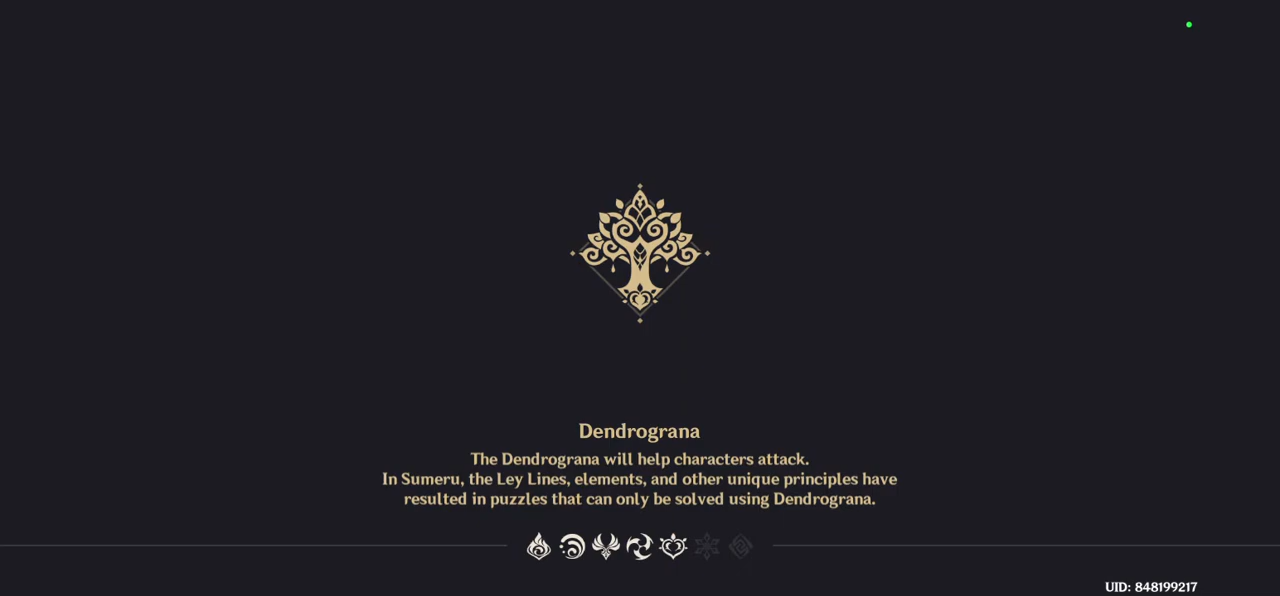 Dendrograna
The Dendrograna will help characters attack.
In Sumeru, the Ley Lines, elements, and other unique principles have
resulted in puzzles that can only be solved using Dendrograna.
UID: 848199217